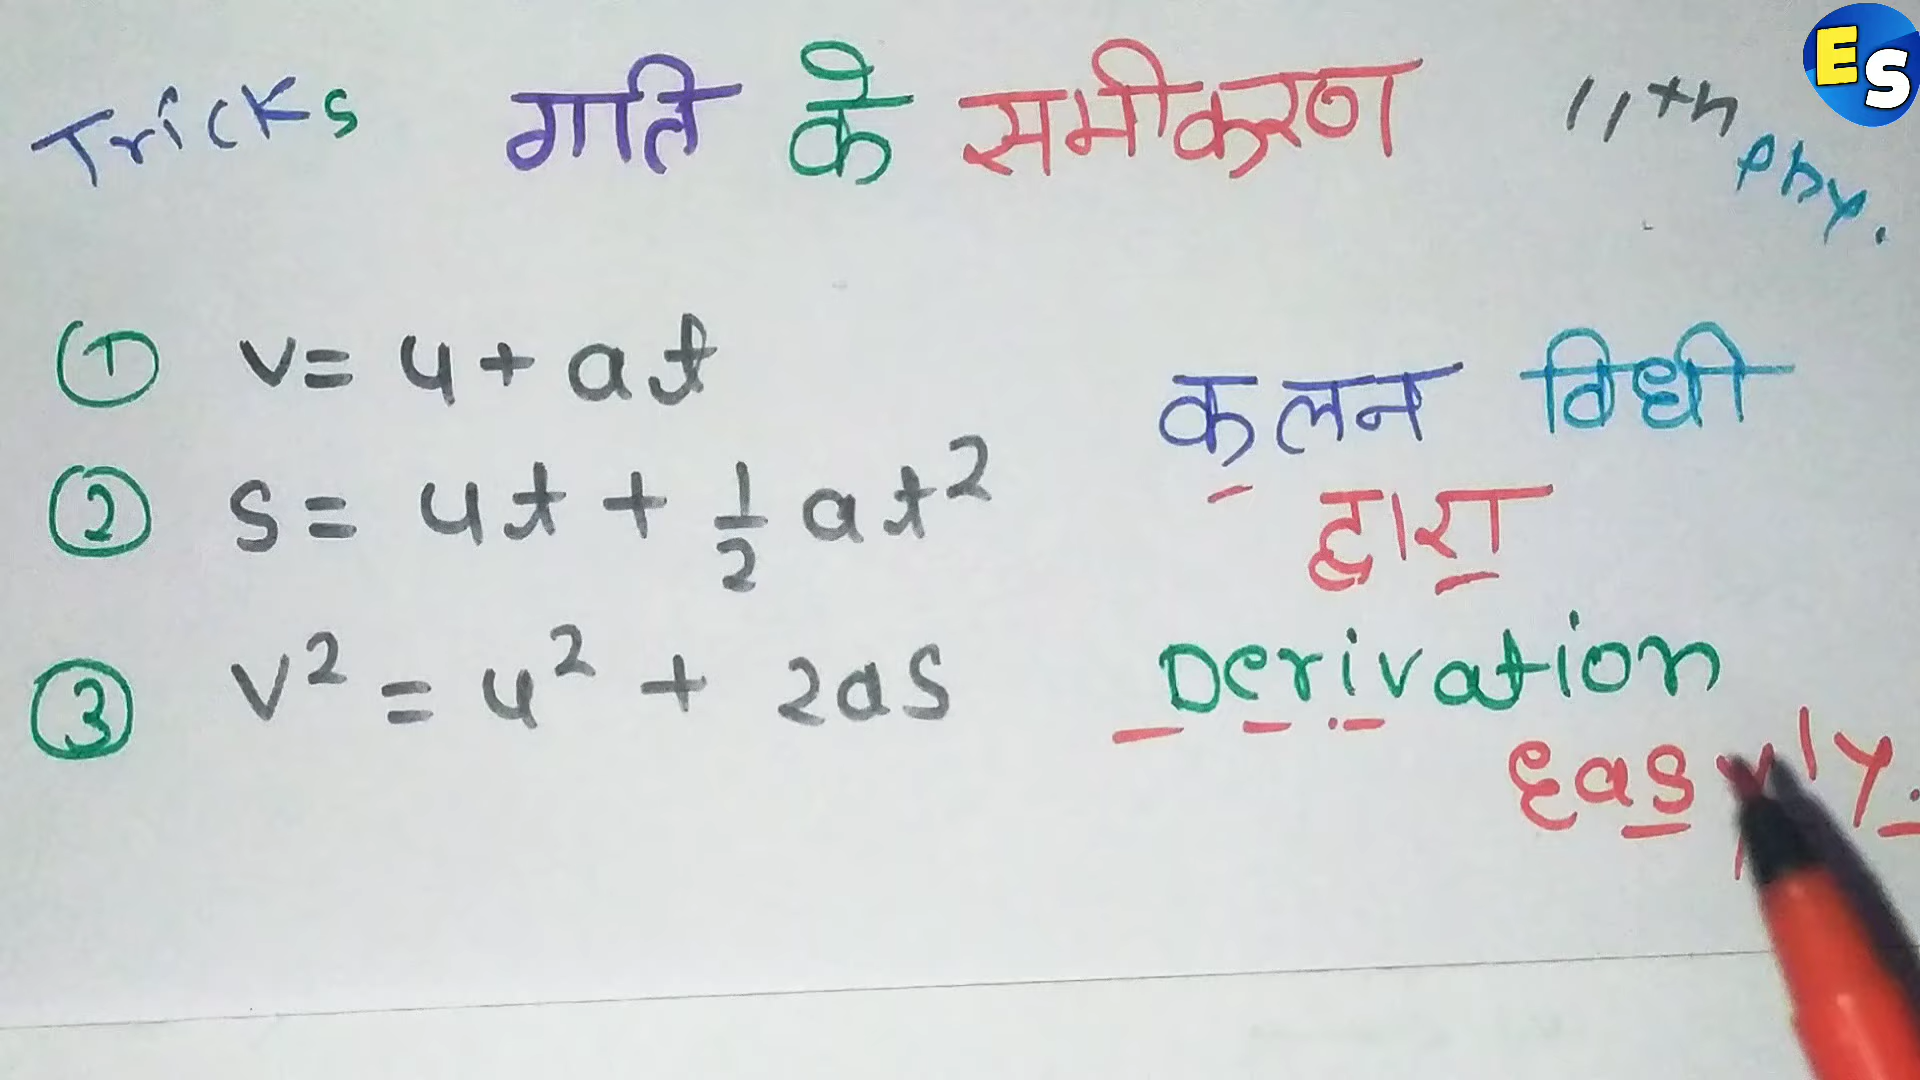 Tricks गति के समीकरण 11th phy.
ES
① v = u + at
② s = ut + 1/2 at²
③ v² = u² + 2as
कलन विधी
द्वारा
Derivation